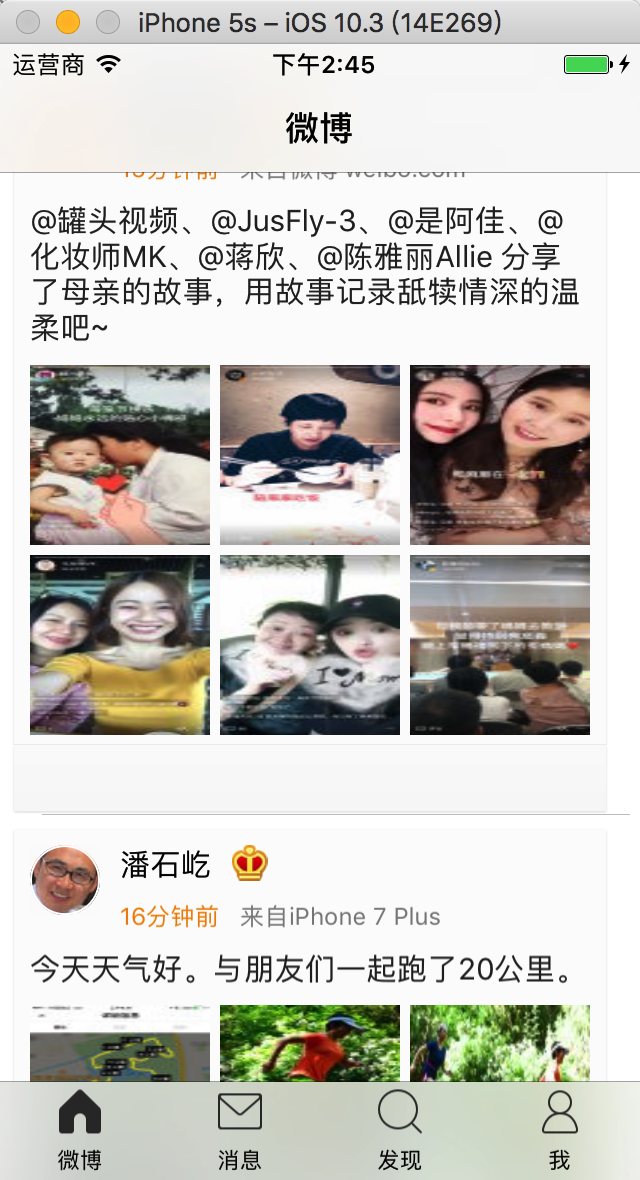 iPhone 5s – iOS 10.3 (14E269)
运营商 下午2:45
微博
来自微博 weibo.com
@罐头视频、@JusFly-3、@是阿佳、@
化妆师MK、@蒋欣、@陈雅丽Allie 分享
了母亲的故事，用故事记录舐犊情深的温
柔吧~
潘石屹
16分钟前 来自iPhone 7 Plus
今天天气好。与朋友们一起跑了20公里。
微博 消息 发现 我